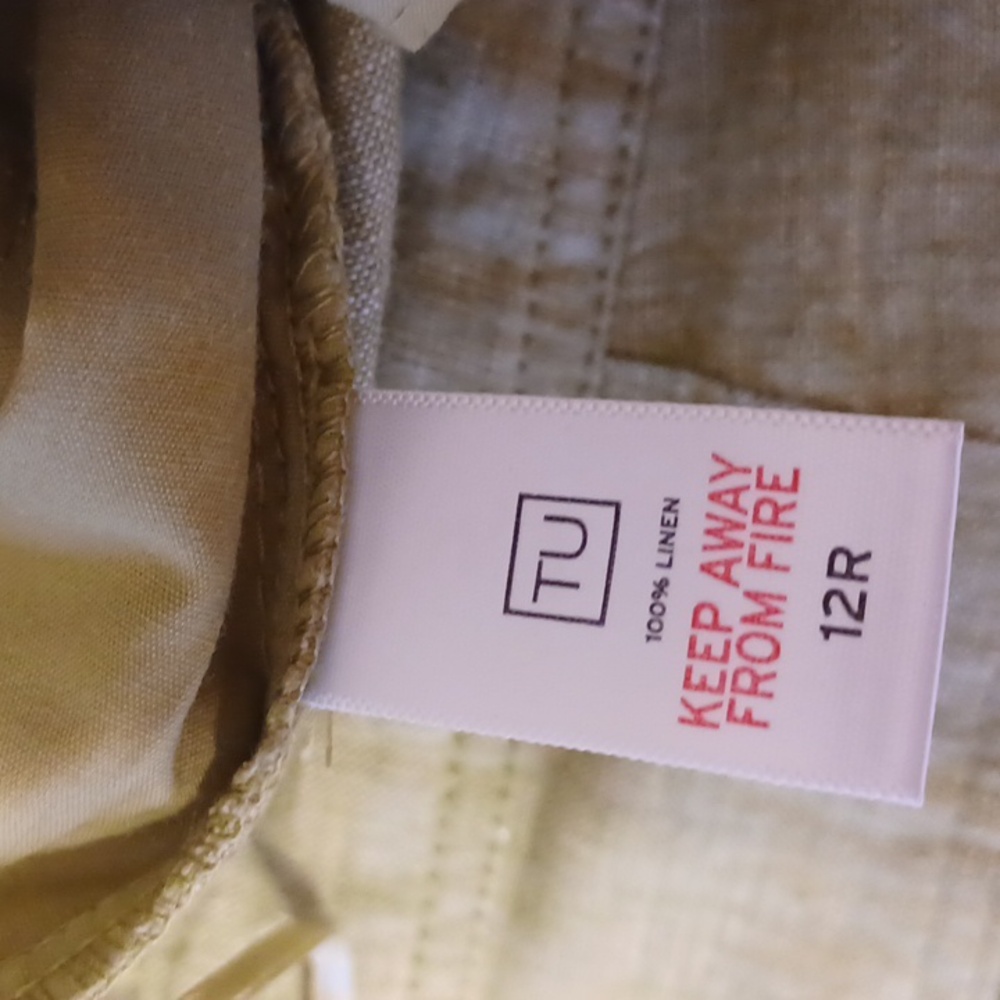 TU
100% LINEN
KEEP AWAY
FROM FIRE
12R